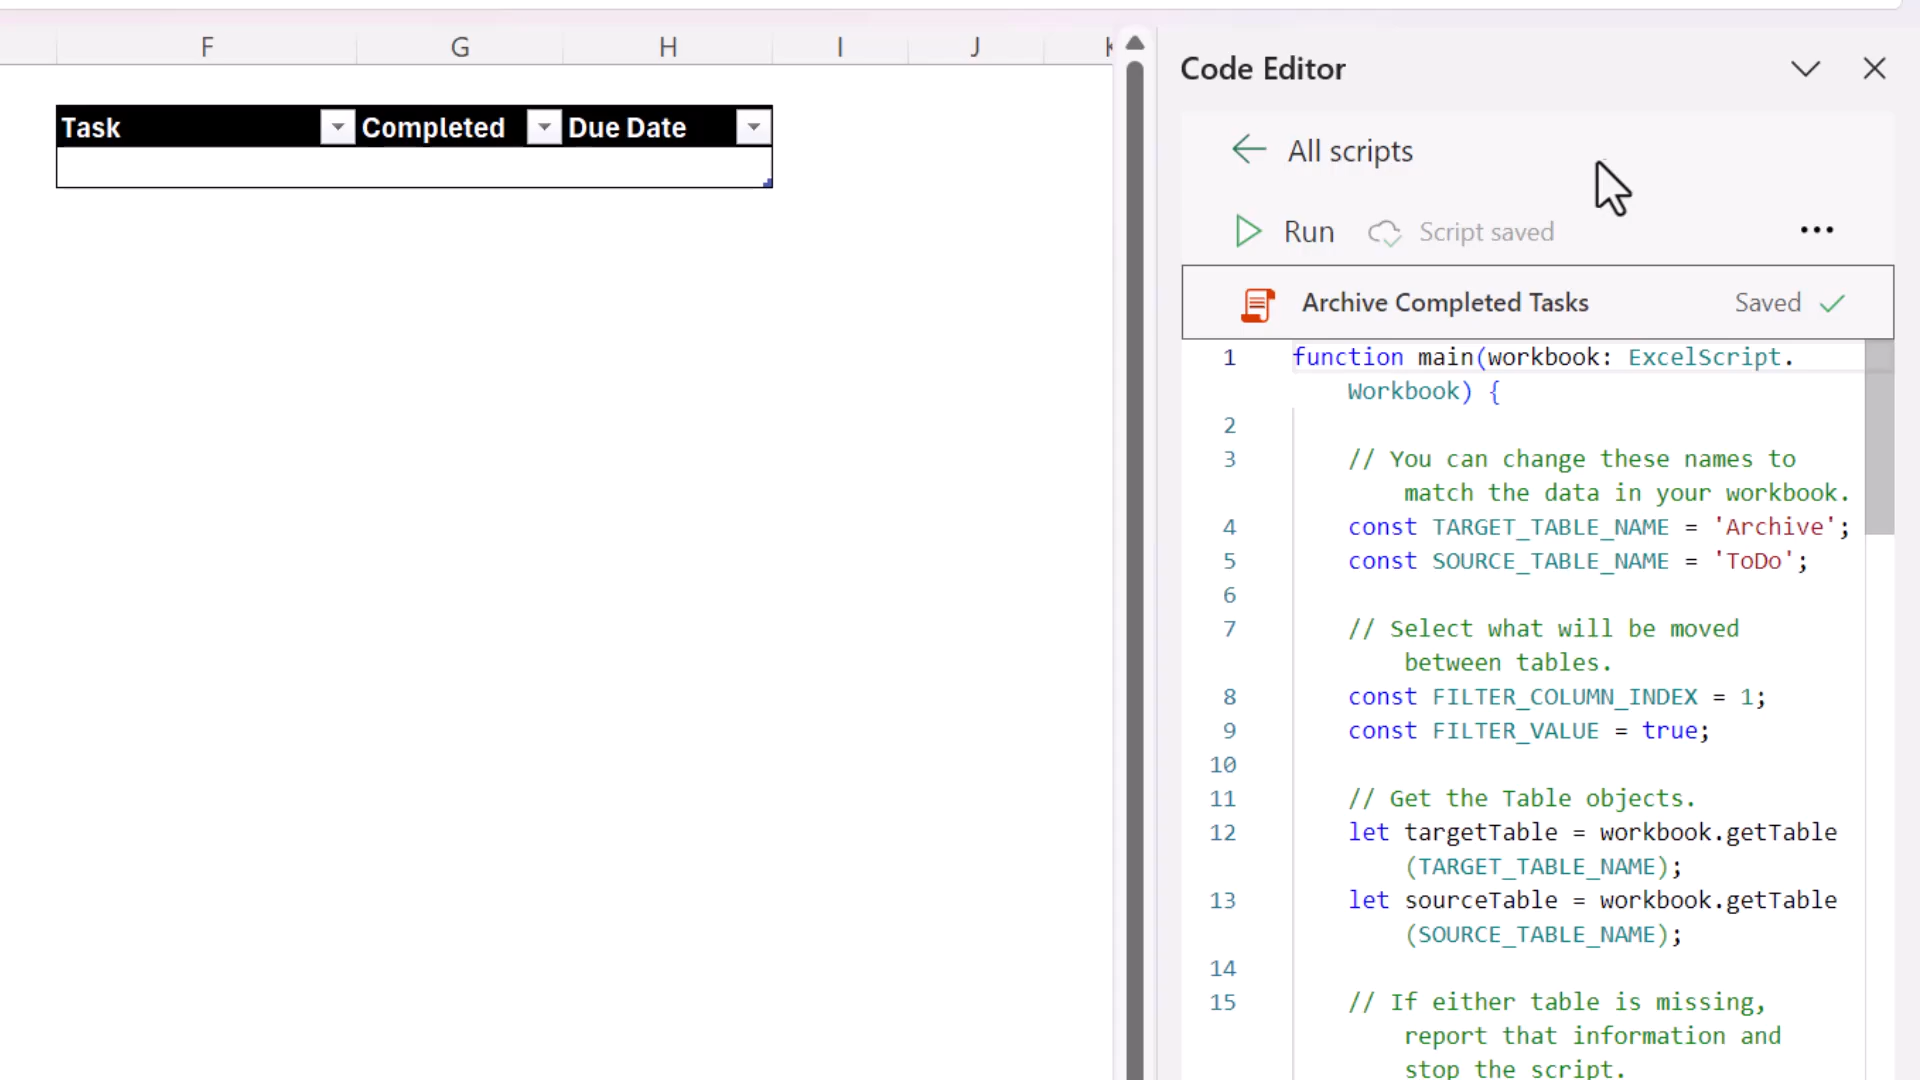 F G H I J
Task Completed Due Date
Code Editor
All scripts
Run Script saved
Archive Completed Tasks Saved
1 function main(workbook: ExcelScript.
Workbook) {
2
3 // You can change these names to
match the data in your workbook.
4 const TARGET_TABLE_NAME = 'Archive';
5 const SOURCE_TABLE_NAME = 'ToDo';
6
7 // Select what will be moved
between tables.
8 const FILTER_COLUMN_INDEX = 1;
9 const FILTER_VALUE = true;
10
11 // Get the Table objects.
12 let targetTable = workbook.getTable
(TARGET_TABLE_NAME);
13 let sourceTable = workbook.getTable
(SOURCE_TABLE_NAME);
14
15 // If either table is missing,
report that information and
stop the script.